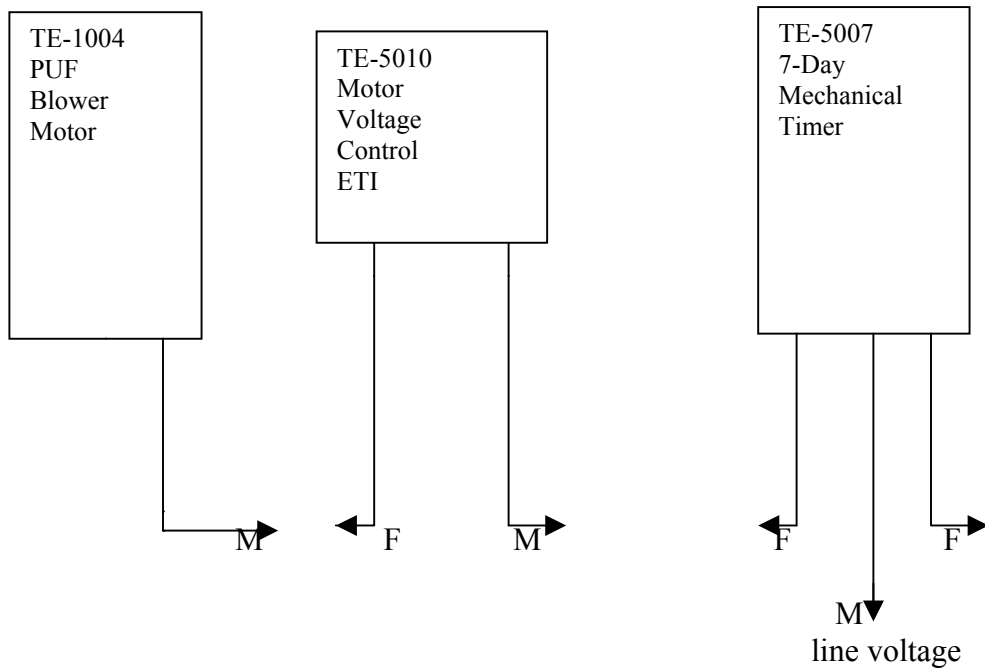 TE-1004
PUF
Blower
Motor
TE-5010
Motor
Voltage
Control
ETI
TE-5007
7-Day
Mechanical
Timer
M
F
M
F
F
M
line voltage